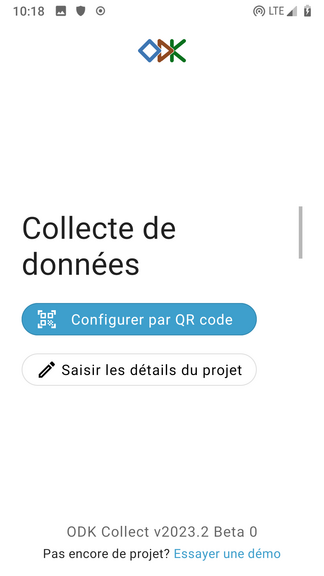 10:18
LTE
ODK
Collecte de
données
Configurer par QR code
Saisir les détails du projet
ODK Collect v2023.2 Beta 0
Pas encore de projet? Essayer une démo